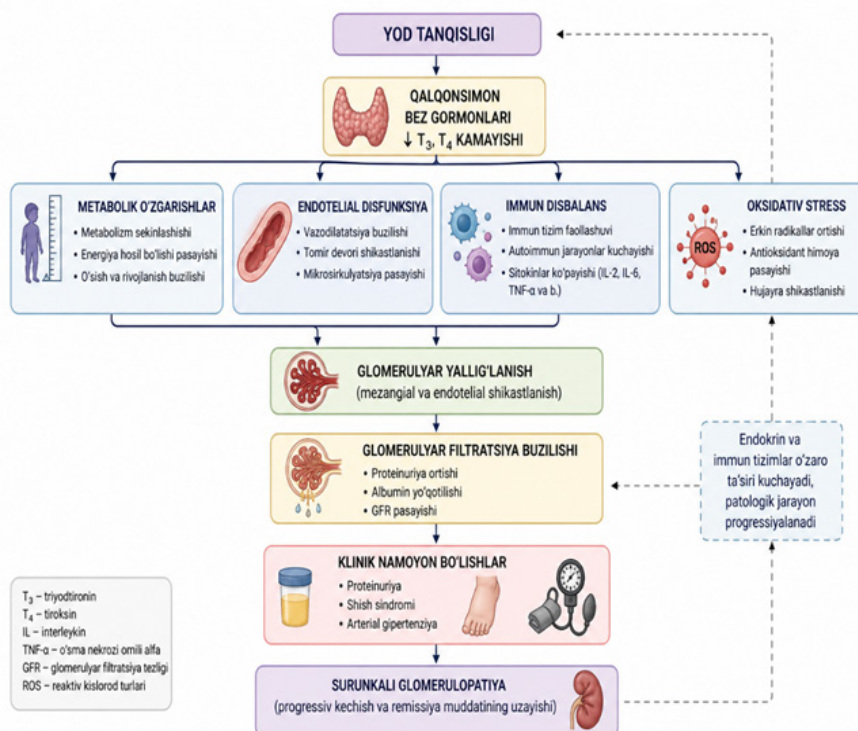 YOD TANQISLIGI
QALQONSIMON
BEZ GORMONLARI
↓ T₃, T₄ KAMAYISHI
METABOLIK O'ZGARISHLAR
• Metabolizm sekinlashishi
• Energiya hosil bo'lishi pasayishi
• O'sish va rivojlanish buzilishi
ENDOTELIAL DISFUNKSIYA
• Vazodilatatsiya buzilishi
• Tomir devori shikastlanishi
• Mikrosirkulyatsiya pasayishi
IMMUN DISBALANS
• Immun tizim faollashuvi
• Autoimmun jarayonlar kuchayishi
• Sitokinlar ko'payishi (IL-2, IL-6,
TNF-α va b.)
OKSIDATIV STRESS
ROS
• Erkin radikallar ortishi
• Antioksidant himoya
pasayishi
• Hujayra shikastlanishi
GLOMERULYAR YALLIG'LANISH
(mezangial va endotelial shikastlanish)
GLOMERULYAR FILTRATSIYA BUZILISHI
• Proteinuriya ortishi
• Albumin yo'qotilishi
• GFR pasayishi
Endokrin va
immun tizimlar o'zaro
ta'siri kuchayadi,
patologik jarayon
progressiyalanadi
KLINIK NAMOYON BO'LISHLAR
• Proteinuriya
• Shish sindromi
• Arterial gipertenziya
T₃ – triyodtironin
T₄ – tiroksin
IL – interleykin
TNF-α – o'sma nekrozi omili alfa
GFR – glomerulyar filtratsiya tezligi
ROS – reaktiv kislorod turlari
SURUNKALI GLOMERULOPATIYA
(progressiv kechish va remissiya muddatining uzayishi)